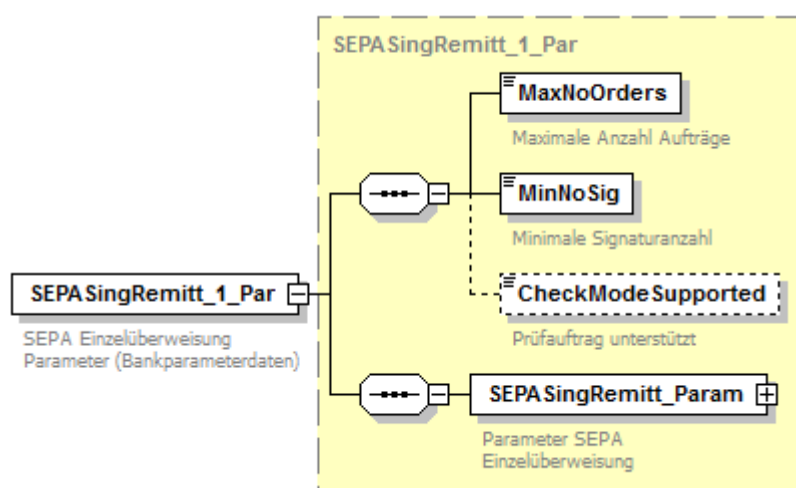 SEPASingRemitt_1_Par
MaxNoOrders
Maximale Anzahl Aufträge
MinNoSig
Minimale Signaturanzahl
CheckModeSupported
Prüfauftrag unterstützt
SEPASingRemitt_1_Par
SEPA Einzelüberweisung
Parameter (Bankparameterdaten)
SEPASingRemitt_Param
Parameter SEPA
Einzelüberweisung